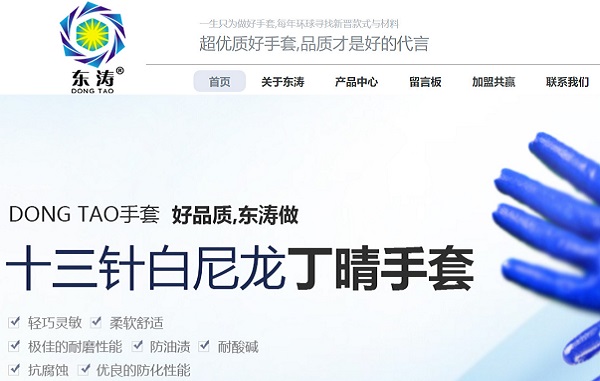 一生只为做好手套,每年环球寻找新晋款式与材料
超优质好手套,品质才是好的代言
东涛®
DONG TAO
首页 关于东涛 产品中心 留言板 加盟共赢 联系我们
DONG TAO手套 好品质,东涛做
十三针白尼龙丁晴手套
轻巧灵敏 柔软舒适
极佳的耐磨性能 防油渍 耐酸碱
抗腐蚀 优良的防化性能